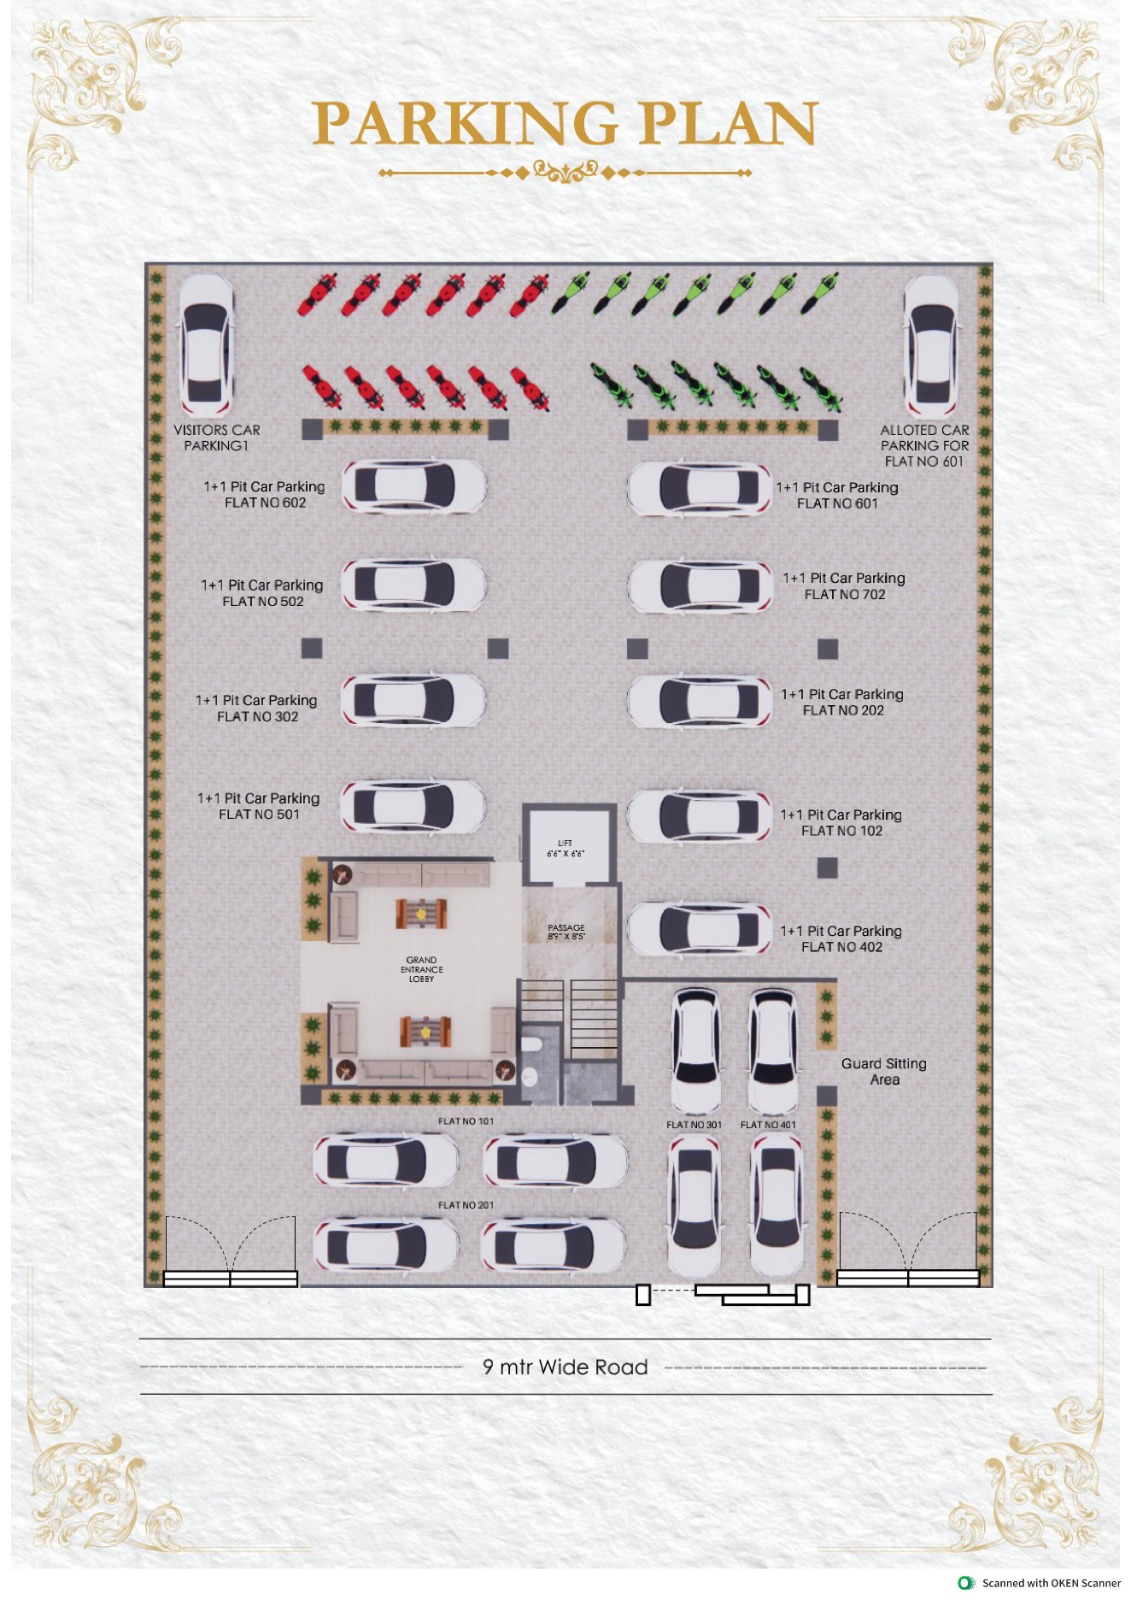 PARKING PLAN
VISITORS CAR
PARKING1
ALLOTED CAR
PARKING FOR
FLAT NO 601
1+1 Pit Car Parking
FLAT NO 602
1+1 Pit Car Parking
FLAT NO 601
1+1 Pit Car Parking
FLAT NO 502
1+1 Pit Car Parking
FLAT NO 702
1+1 Pit Car Parking
FLAT NO 302
1+1 Pit Car Parking
FLAT NO 202
1+1 Pit Car Parking
FLAT NO 501
1+1 Pit Car Parking
FLAT NO 102
LIFT
6'6" X 6'6"
PASSAGE
8'9" X 8'5"
1+1 Pit Car Parking
FLAT NO 402
GRAND
ENTRANCE
LOBBY
Guard Sitting
Area
FLAT NO 101
FLAT NO 301
FLAT NO 401
FLAT NO 201
9 mtr Wide Road
Scanned with OKEN Scanner